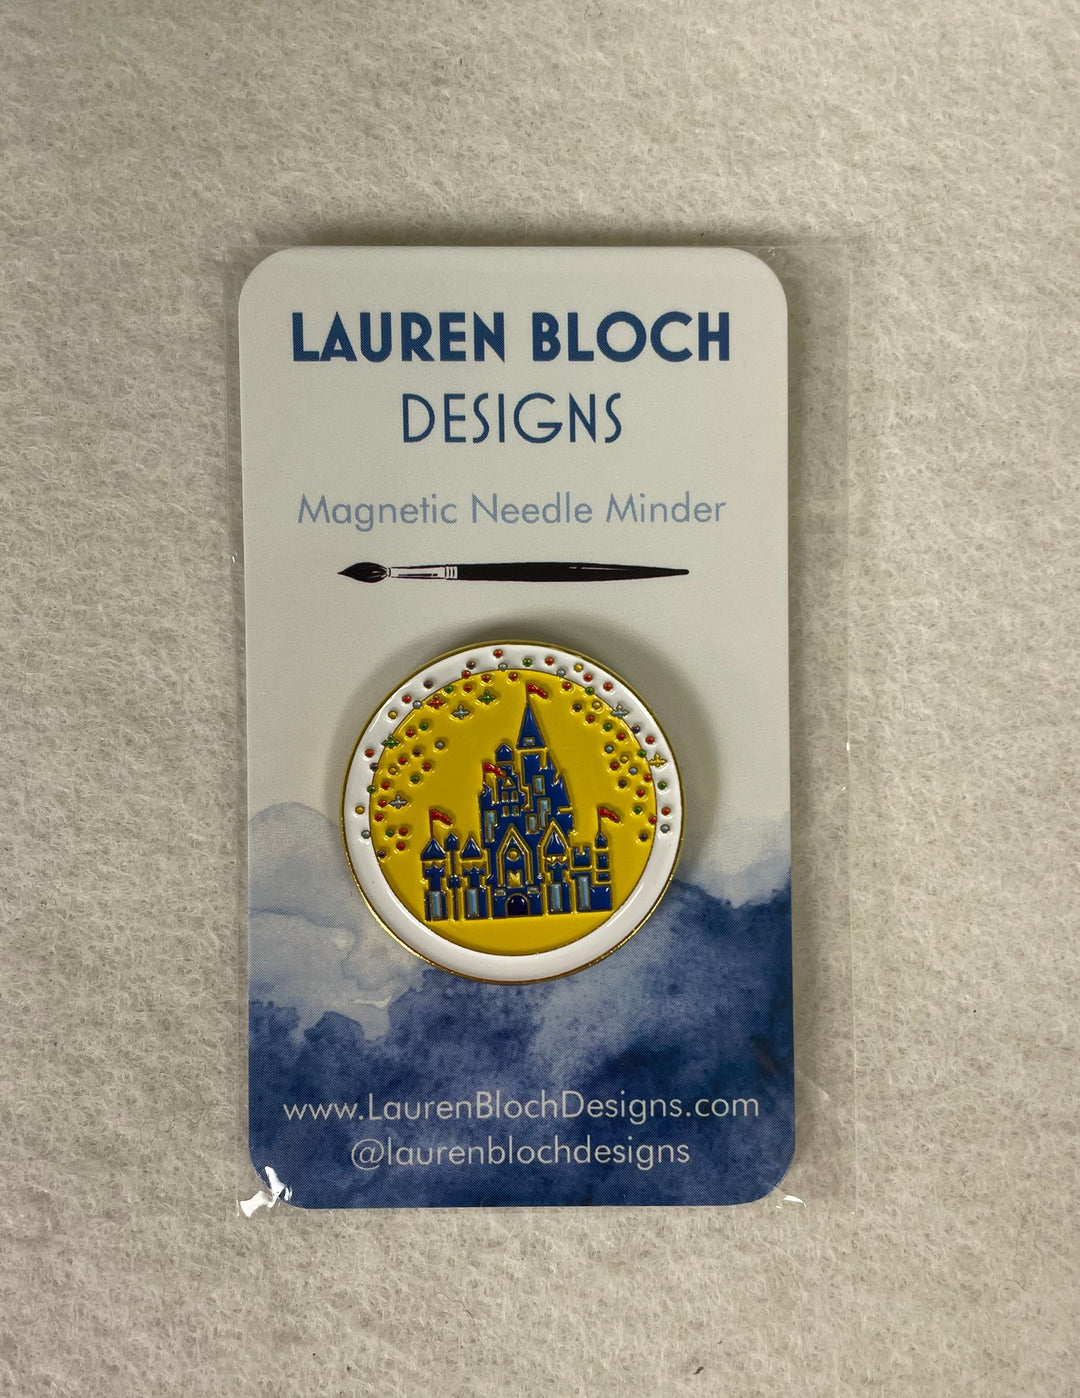 LAUREN BLOCH
DESIGNS
Magnetic Needle Minder
www.LaurenBlochDesigns.com
@laurenblochdesigns